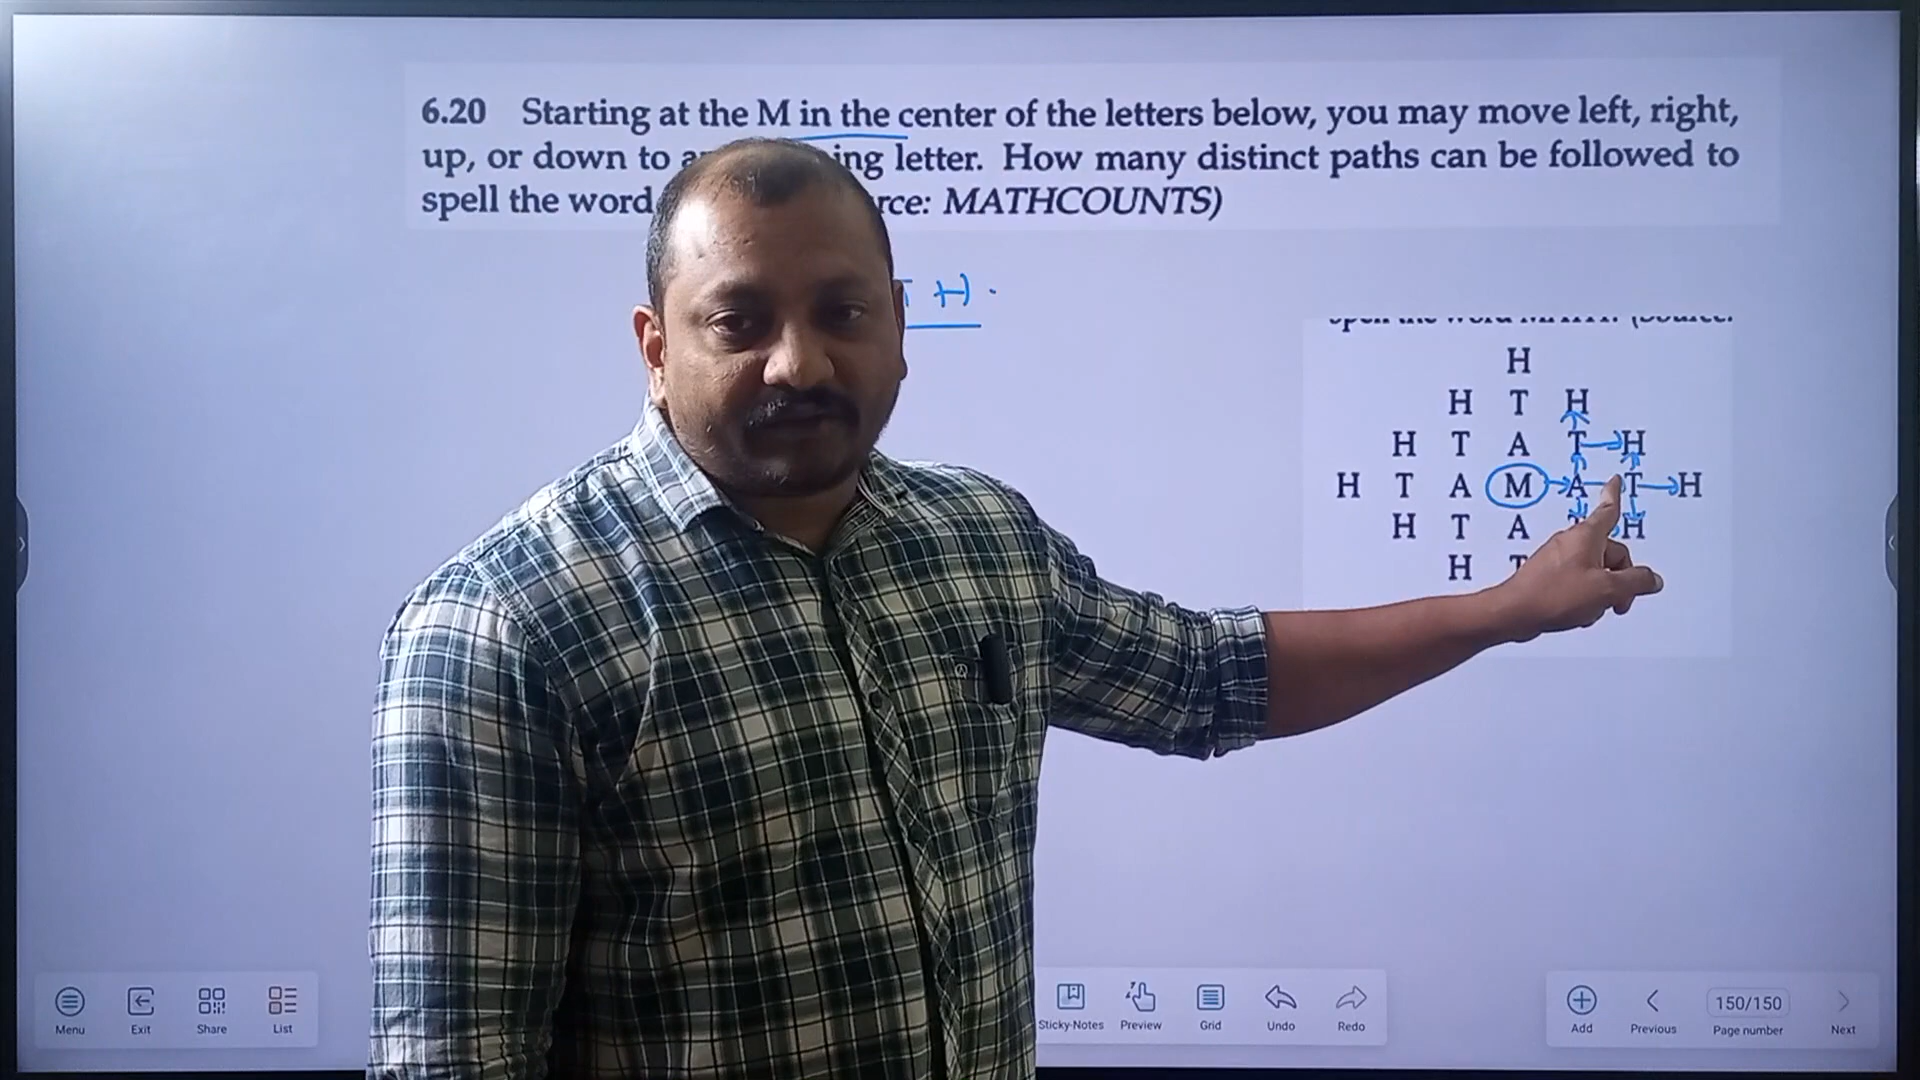 6.20 Starting at the M in the center of the letters below, you may move left, right,
up, or down to ing letter. How many distinct paths can be followed to
spell the word rce: MATHCOUNTS)
T H.
H
H T H
H T A T H
H T A M A T H
H T A T H
H T
Menu Exit Share List Sticky-Notes Preview Grid Undo Redo Add Previous 150/150 Page number Next